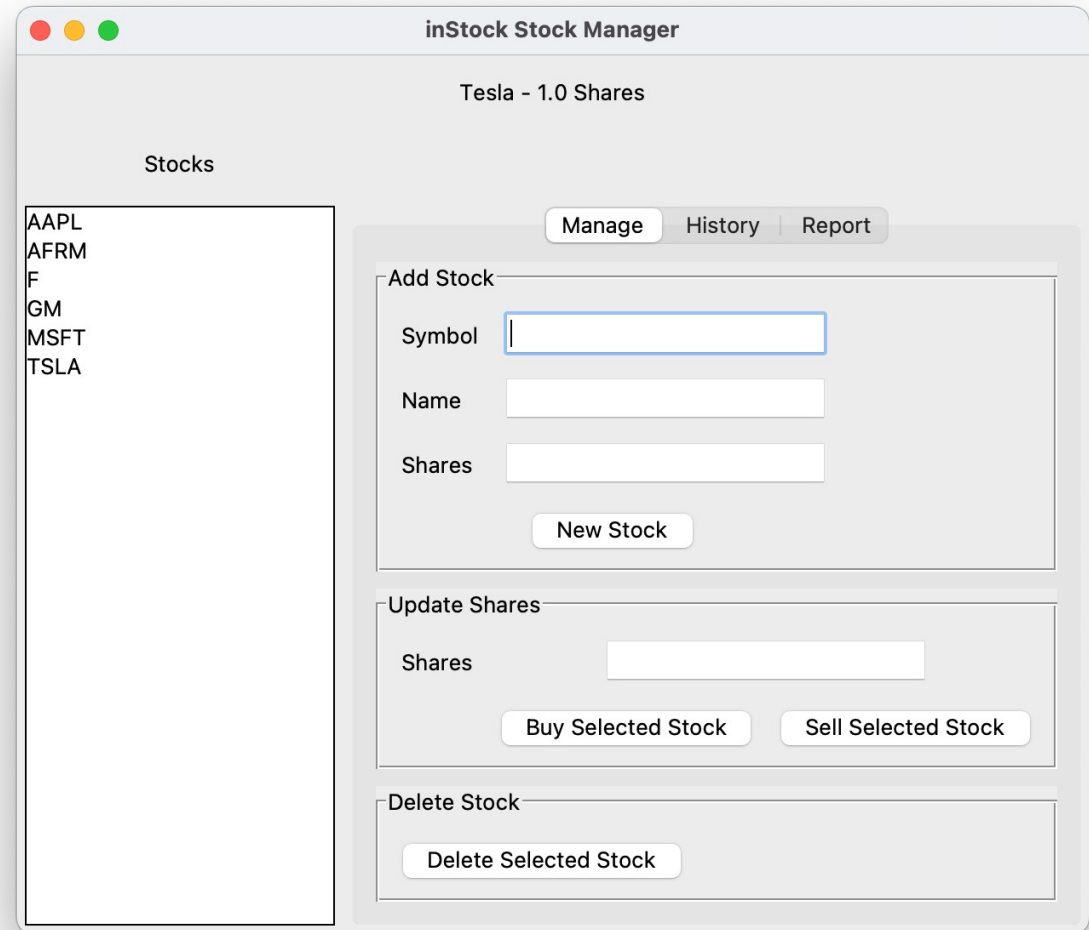 inStock Stock Manager
Tesla - 1.0 Shares
Stocks
AAPL
AFRM
F
GM
MSFT
TSLA
Manage History Report
Add Stock
Symbol
Name
Shares
New Stock
Update Shares
Shares
Buy Selected Stock Sell Selected Stock
Delete Stock
Delete Selected Stock